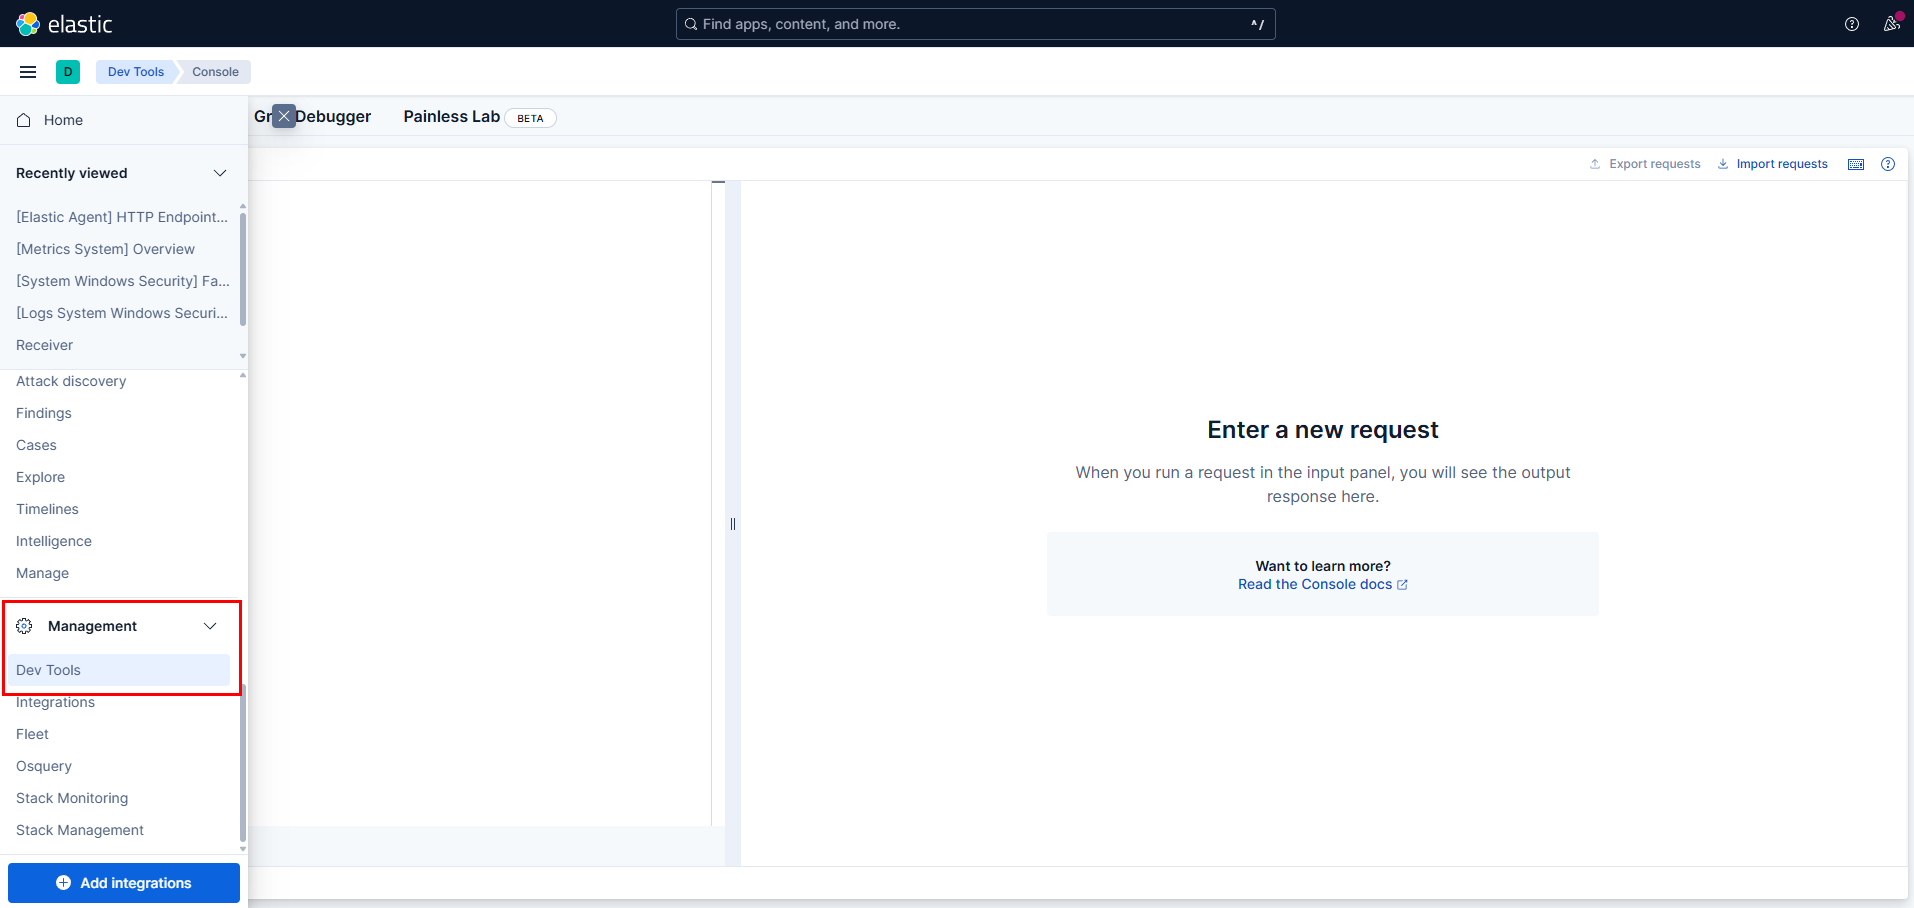 elastic
Find apps, content, and more.
^ /
D
Dev Tools
Console
Home
Gr
Debugger
Painless Lab
BETA
Recently viewed
Export requests
Import requests
[Elastic Agent] HTTP Endpoint...
[Metrics System] Overview
[System Windows Security] Fa...
[Logs System Windows Securi...
Receiver
Attack discovery
Findings
Cases
Explore
Timelines
Intelligence
Manage
Management
Dev Tools
Integrations
Fleet
Osquery
Stack Monitoring
Stack Management
Add integrations
Enter a new request
When you run a request in the input panel, you will see the output
response here.
Want to learn more?
Read the Console docs